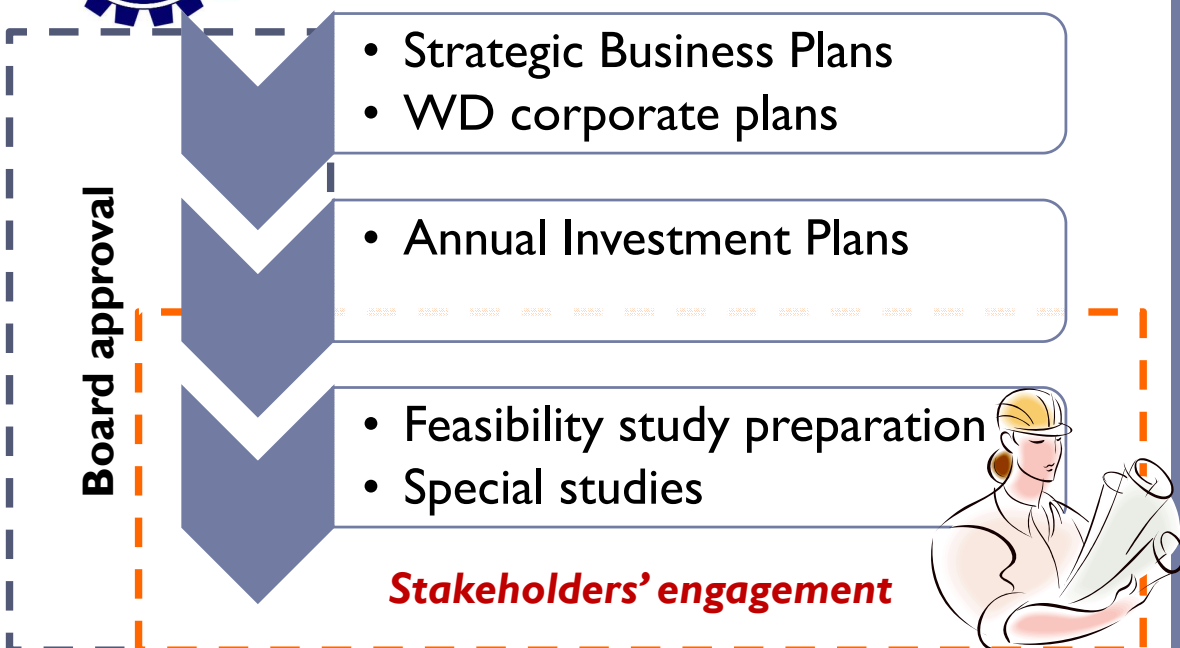 • Strategic Business Plans
• WD corporate plans
• Annual Investment Plans
Board approval
• Feasibility study preparation
• Special studies
Stakeholders’ engagement